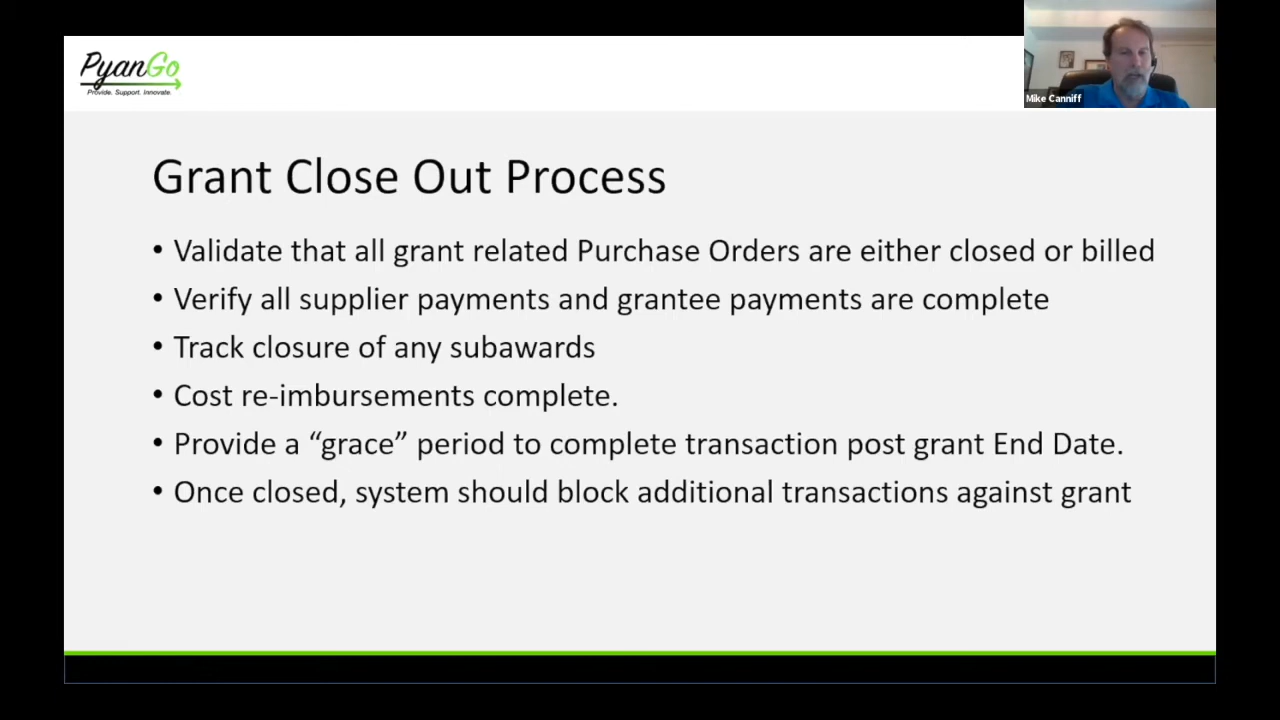 PyanGo
Provide. Support. Innovate.
Mike Canniff
Grant Close Out Process
• Validate that all grant related Purchase Orders are either closed or billed
• Verify all supplier payments and grantee payments are complete
• Track closure of any subawards
• Cost re-imbursements complete.
• Provide a “grace” period to complete transaction post grant End Date.
• Once closed, system should block additional transactions against grant